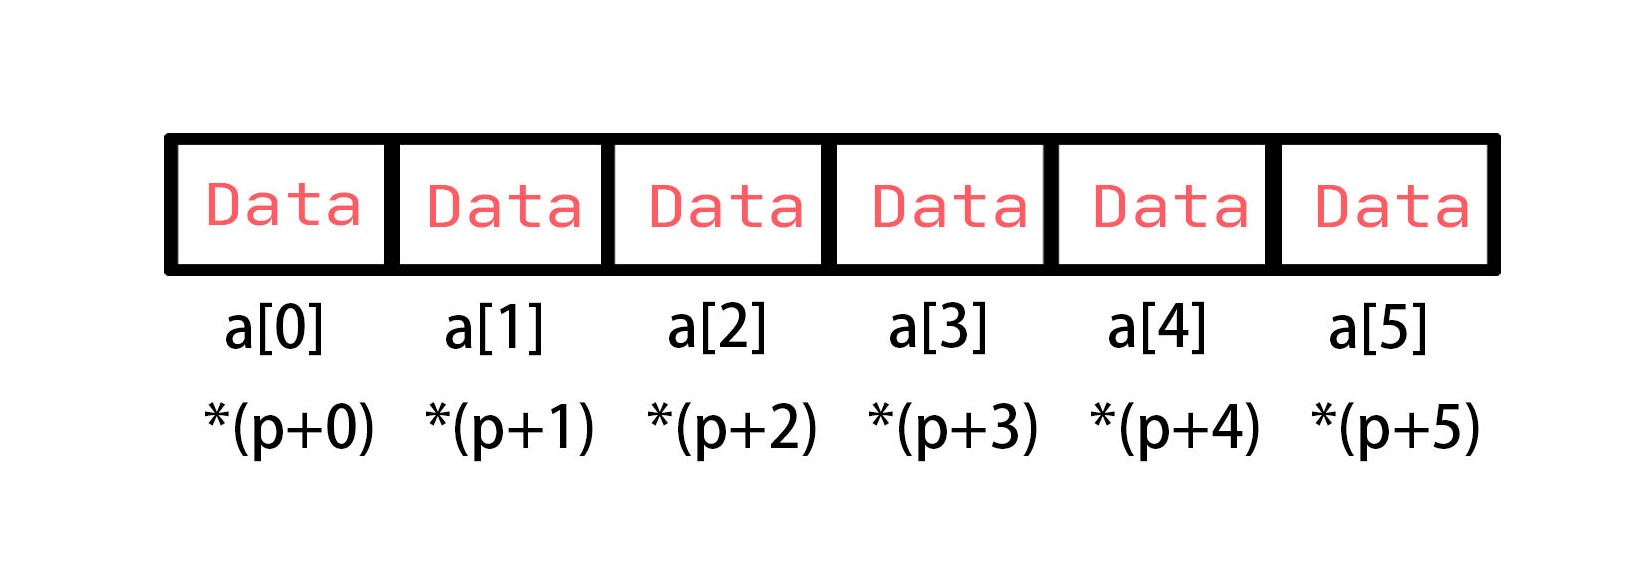 Data Data Data Data Data Data
a[0] a[1] a[2] a[3] a[4] a[5]
*(p+0) *(p+1) *(p+2) *(p+3) *(p+4) *(p+5)